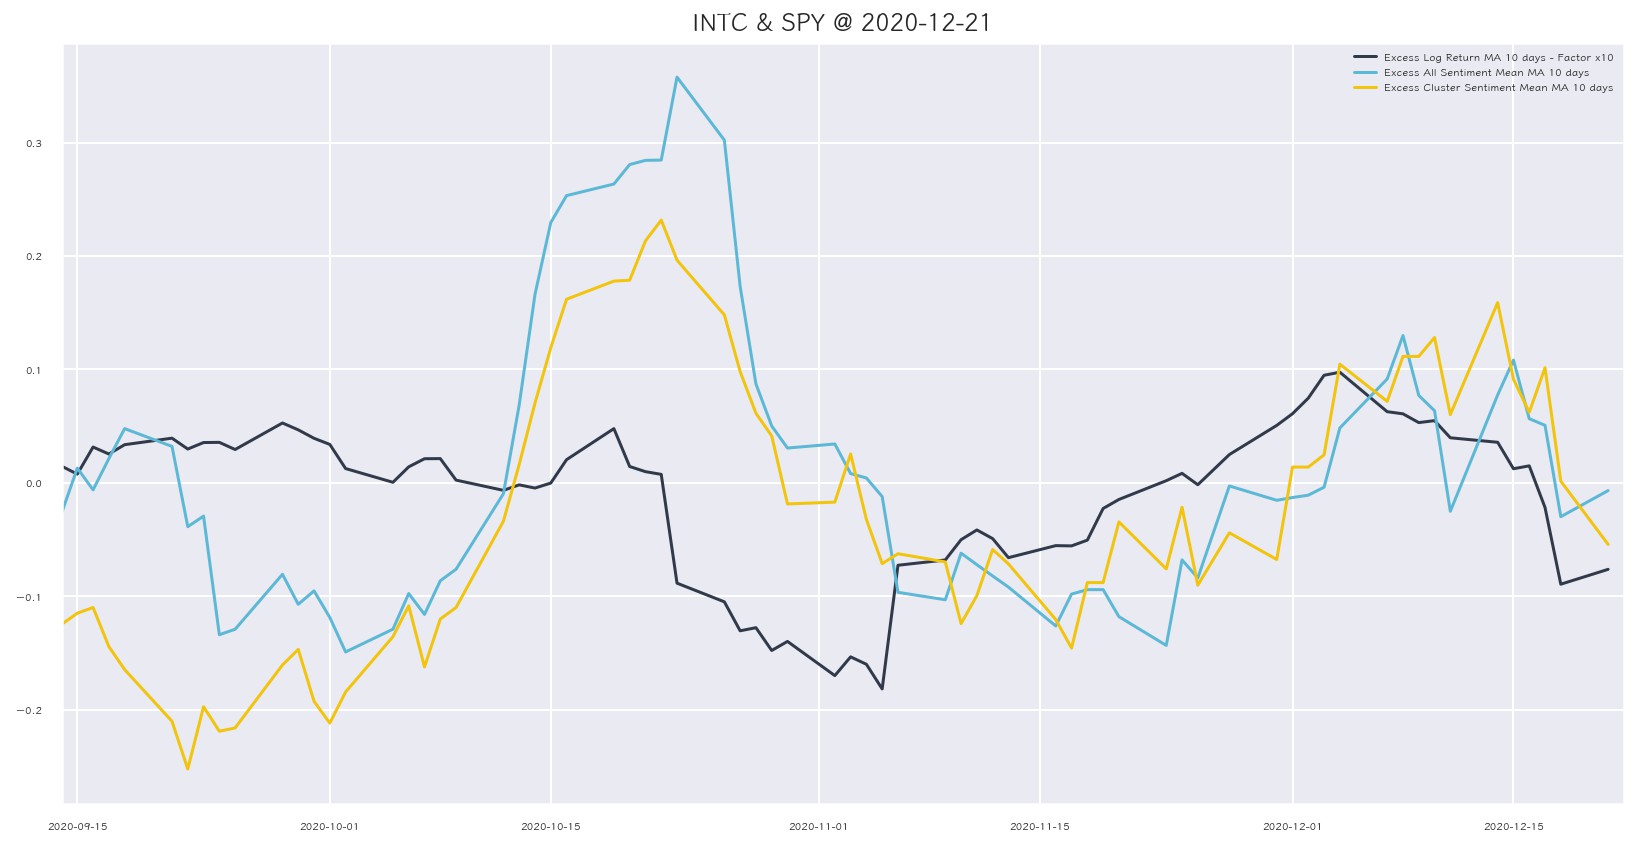 INTC & SPY @ 2020-12-21
Excess Log Return MA 10 days - Factor x10
Excess All Sentiment Mean MA 10 days
Excess Cluster Sentiment Mean MA 10 days
0.3
0.2
0.1
0.0
−0.1
−0.2
2020-09-15 2020-10-01 2020-10-15 2020-11-01 2020-11-15 2020-12-01 2020-12-15